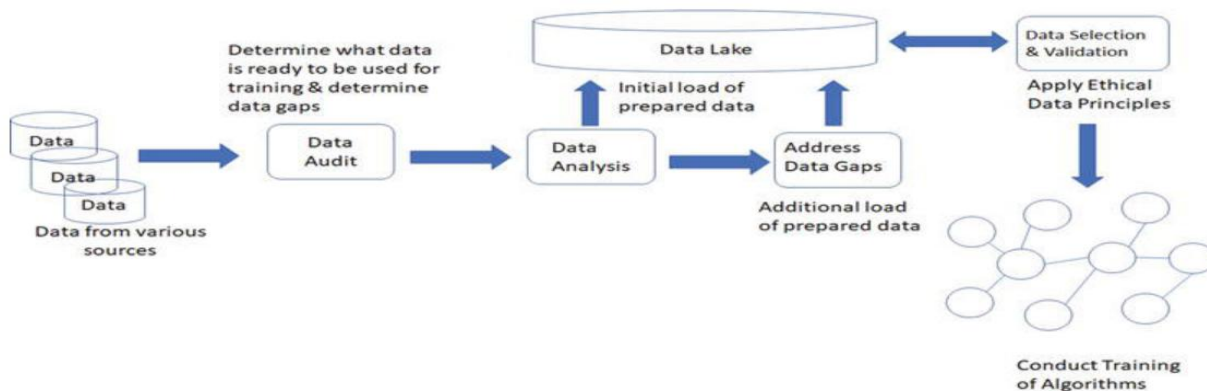 Determine what data
is ready to be used for
training & determine
data gaps
Data Lake
Data Selection
& Validation
Initial load of
prepared data
Apply Ethical
Data Principles
Data
Data
Data
Data from various
sources
Data
Audit
Data
Analysis
Address
Data Gaps
Additional load
of prepared data
Conduct Training
of Algorithms